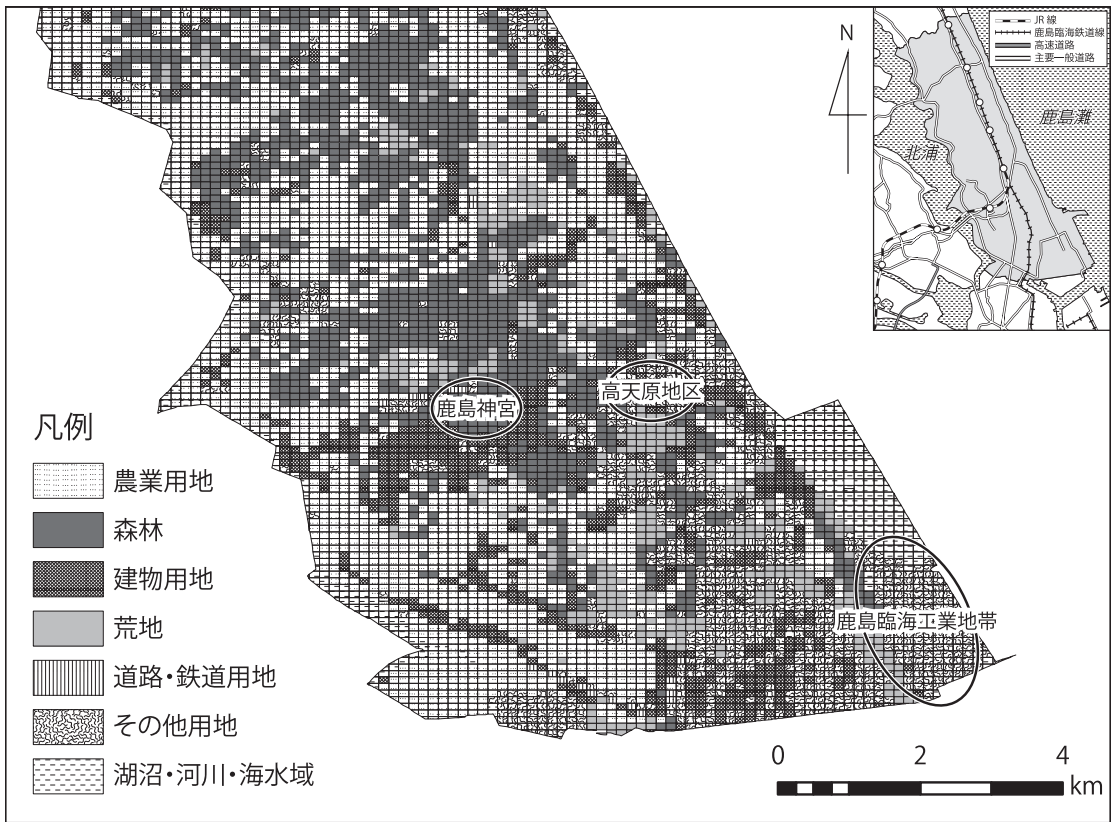 N
JR線
鹿島臨海鉄道線
高速道路
主要一般道路
鹿島灘
北浦
高天原地区
鹿島神宮
鹿島臨海工業地帯
凡例
農業用地
森林
建物用地
荒地
道路・鉄道用地
その他用地
湖沼・河川・海水域
0 2 4
km